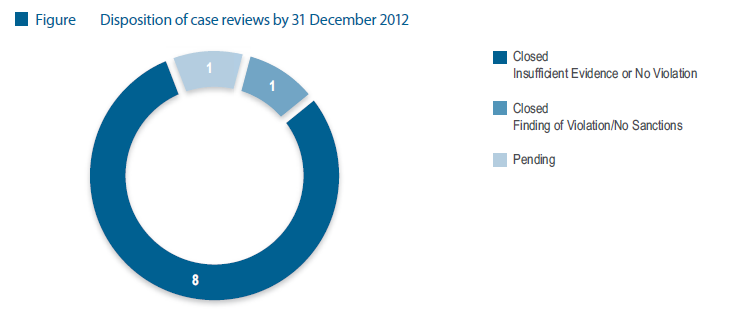 Figure Disposition of case reviews by 31 December 2012
1
1
8
Closed
Insufficient Evidence or No Violation
Closed
Finding of Violation/No Sanctions
Pending